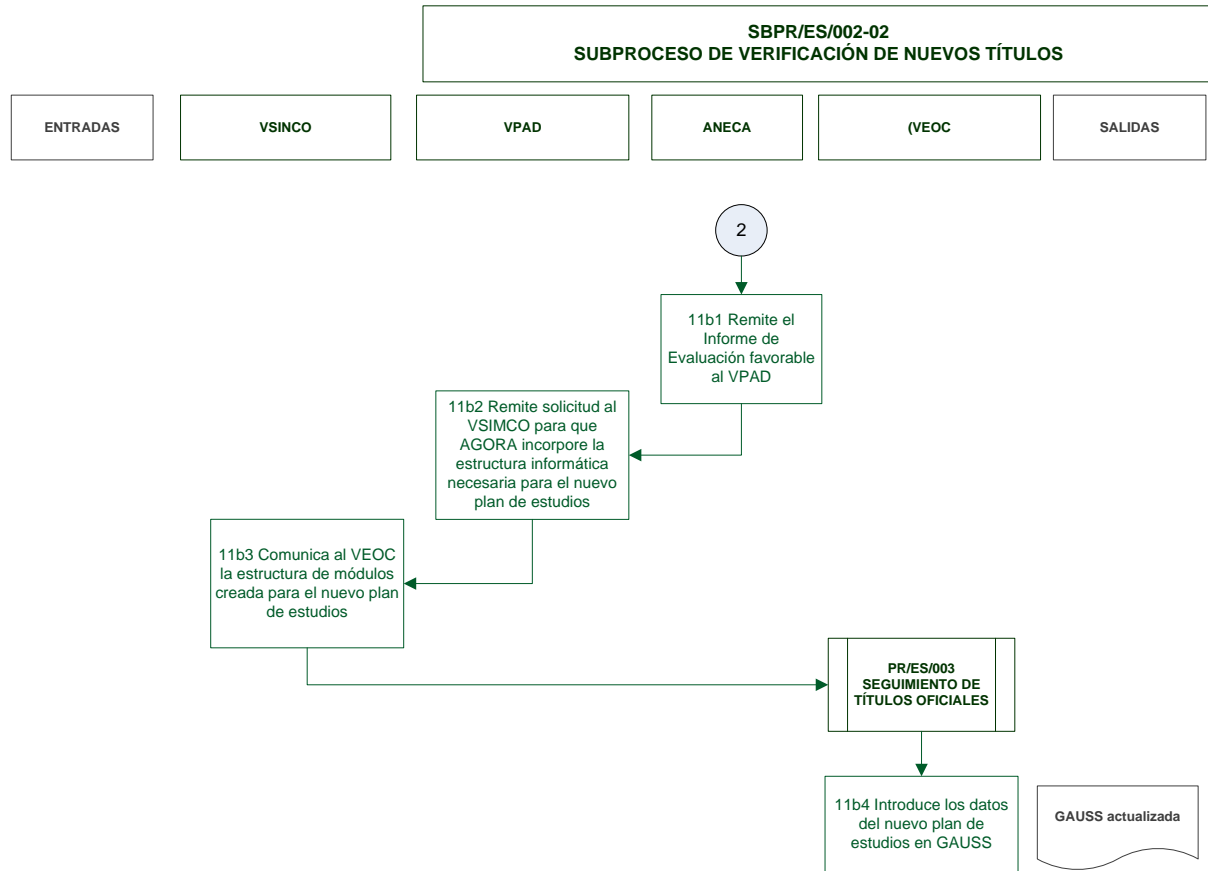 SBPR/ES/002-02
SUBPROCESO DE VERIFICACIÓN DE NUEVOS TÍTULOS
ENTRADAS
VSINCO
VPAD
ANECA
(VEOC
SALIDAS
2
11b1 Remite el
Informe de
Evaluación favorable
al VPAD
11b2 Remite solicitud al
VSIMCO para que
AGORA incorpore la
estructura informática
necesaria para el nuevo
plan de estudios
11b3 Comunica al VEOC
la estructura de módulos
creada para el nuevo plan
de estudios
PR/ES/003
SEGUIMIENTO DE
TÍTULOS OFICIALES
11b4 Introduce los datos
del nuevo plan de
estudios en GAUSS
GAUSS actualizada